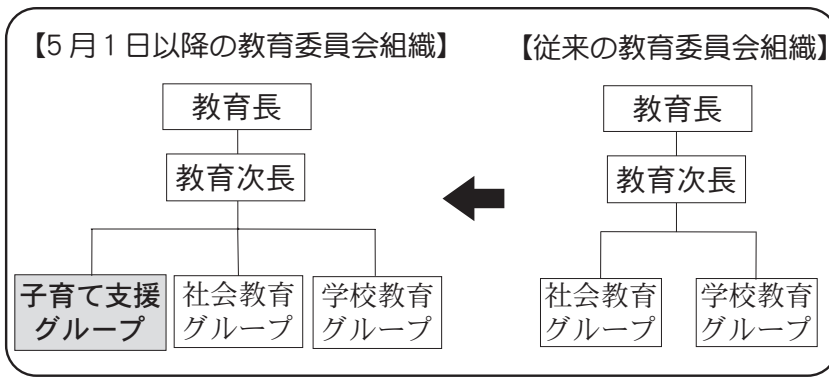 【5月1日以降の教育委員会組織】
教育長
教育次長
子育て支援
グループ
社会教育
グループ
学校教育
グループ
【従来の教育委員会組織】
教育長
教育次長
社会教育
グループ
学校教育
グループ